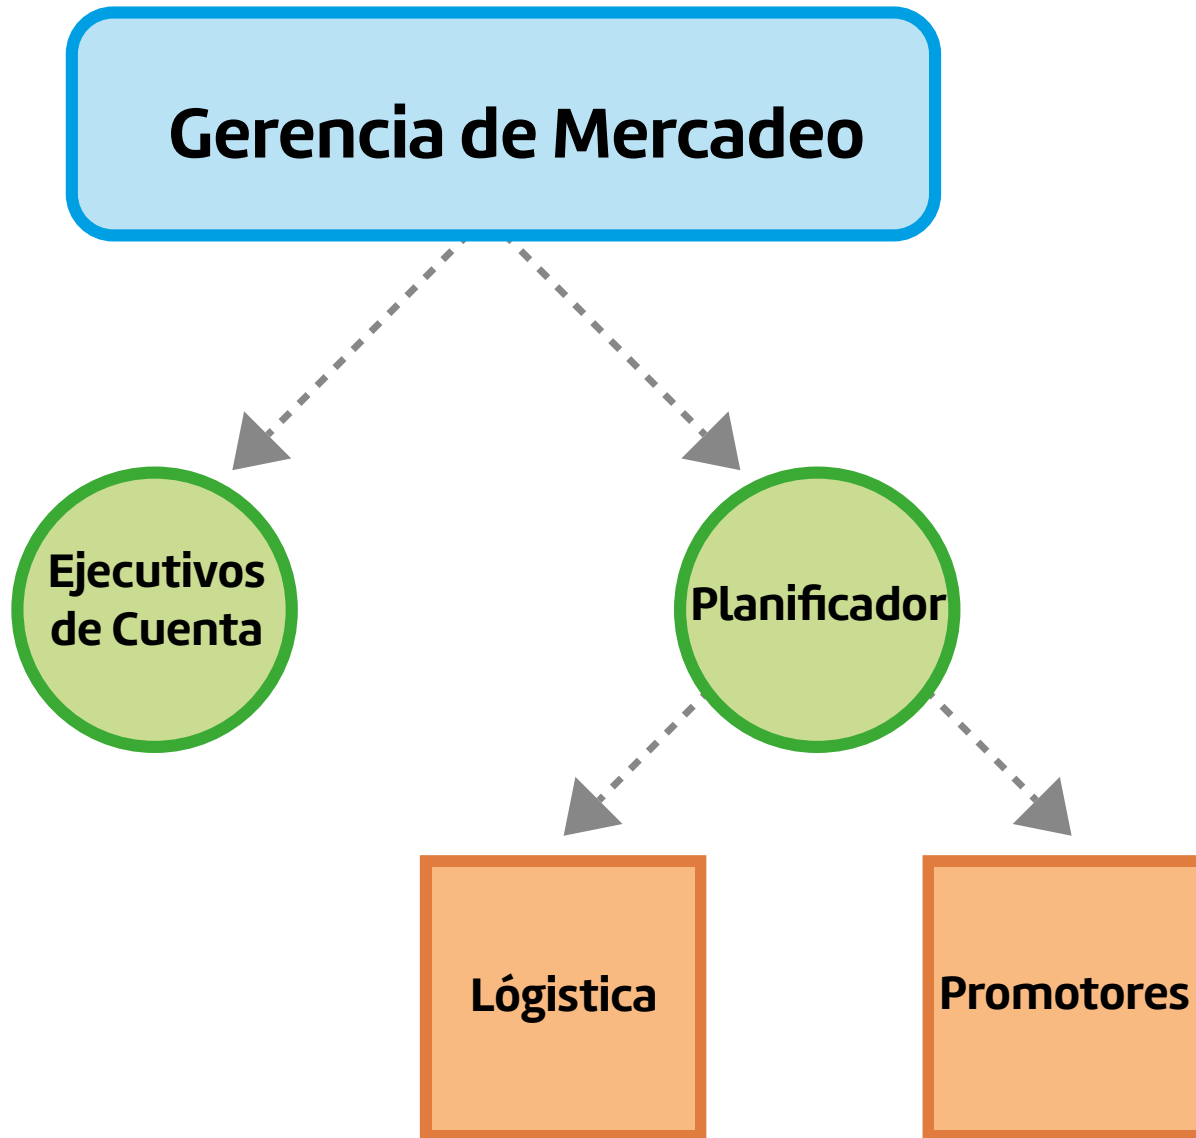 Gerencia de Mercadeo
Ejecutivos
de Cuenta
Planificador
Lógistica
Promotores